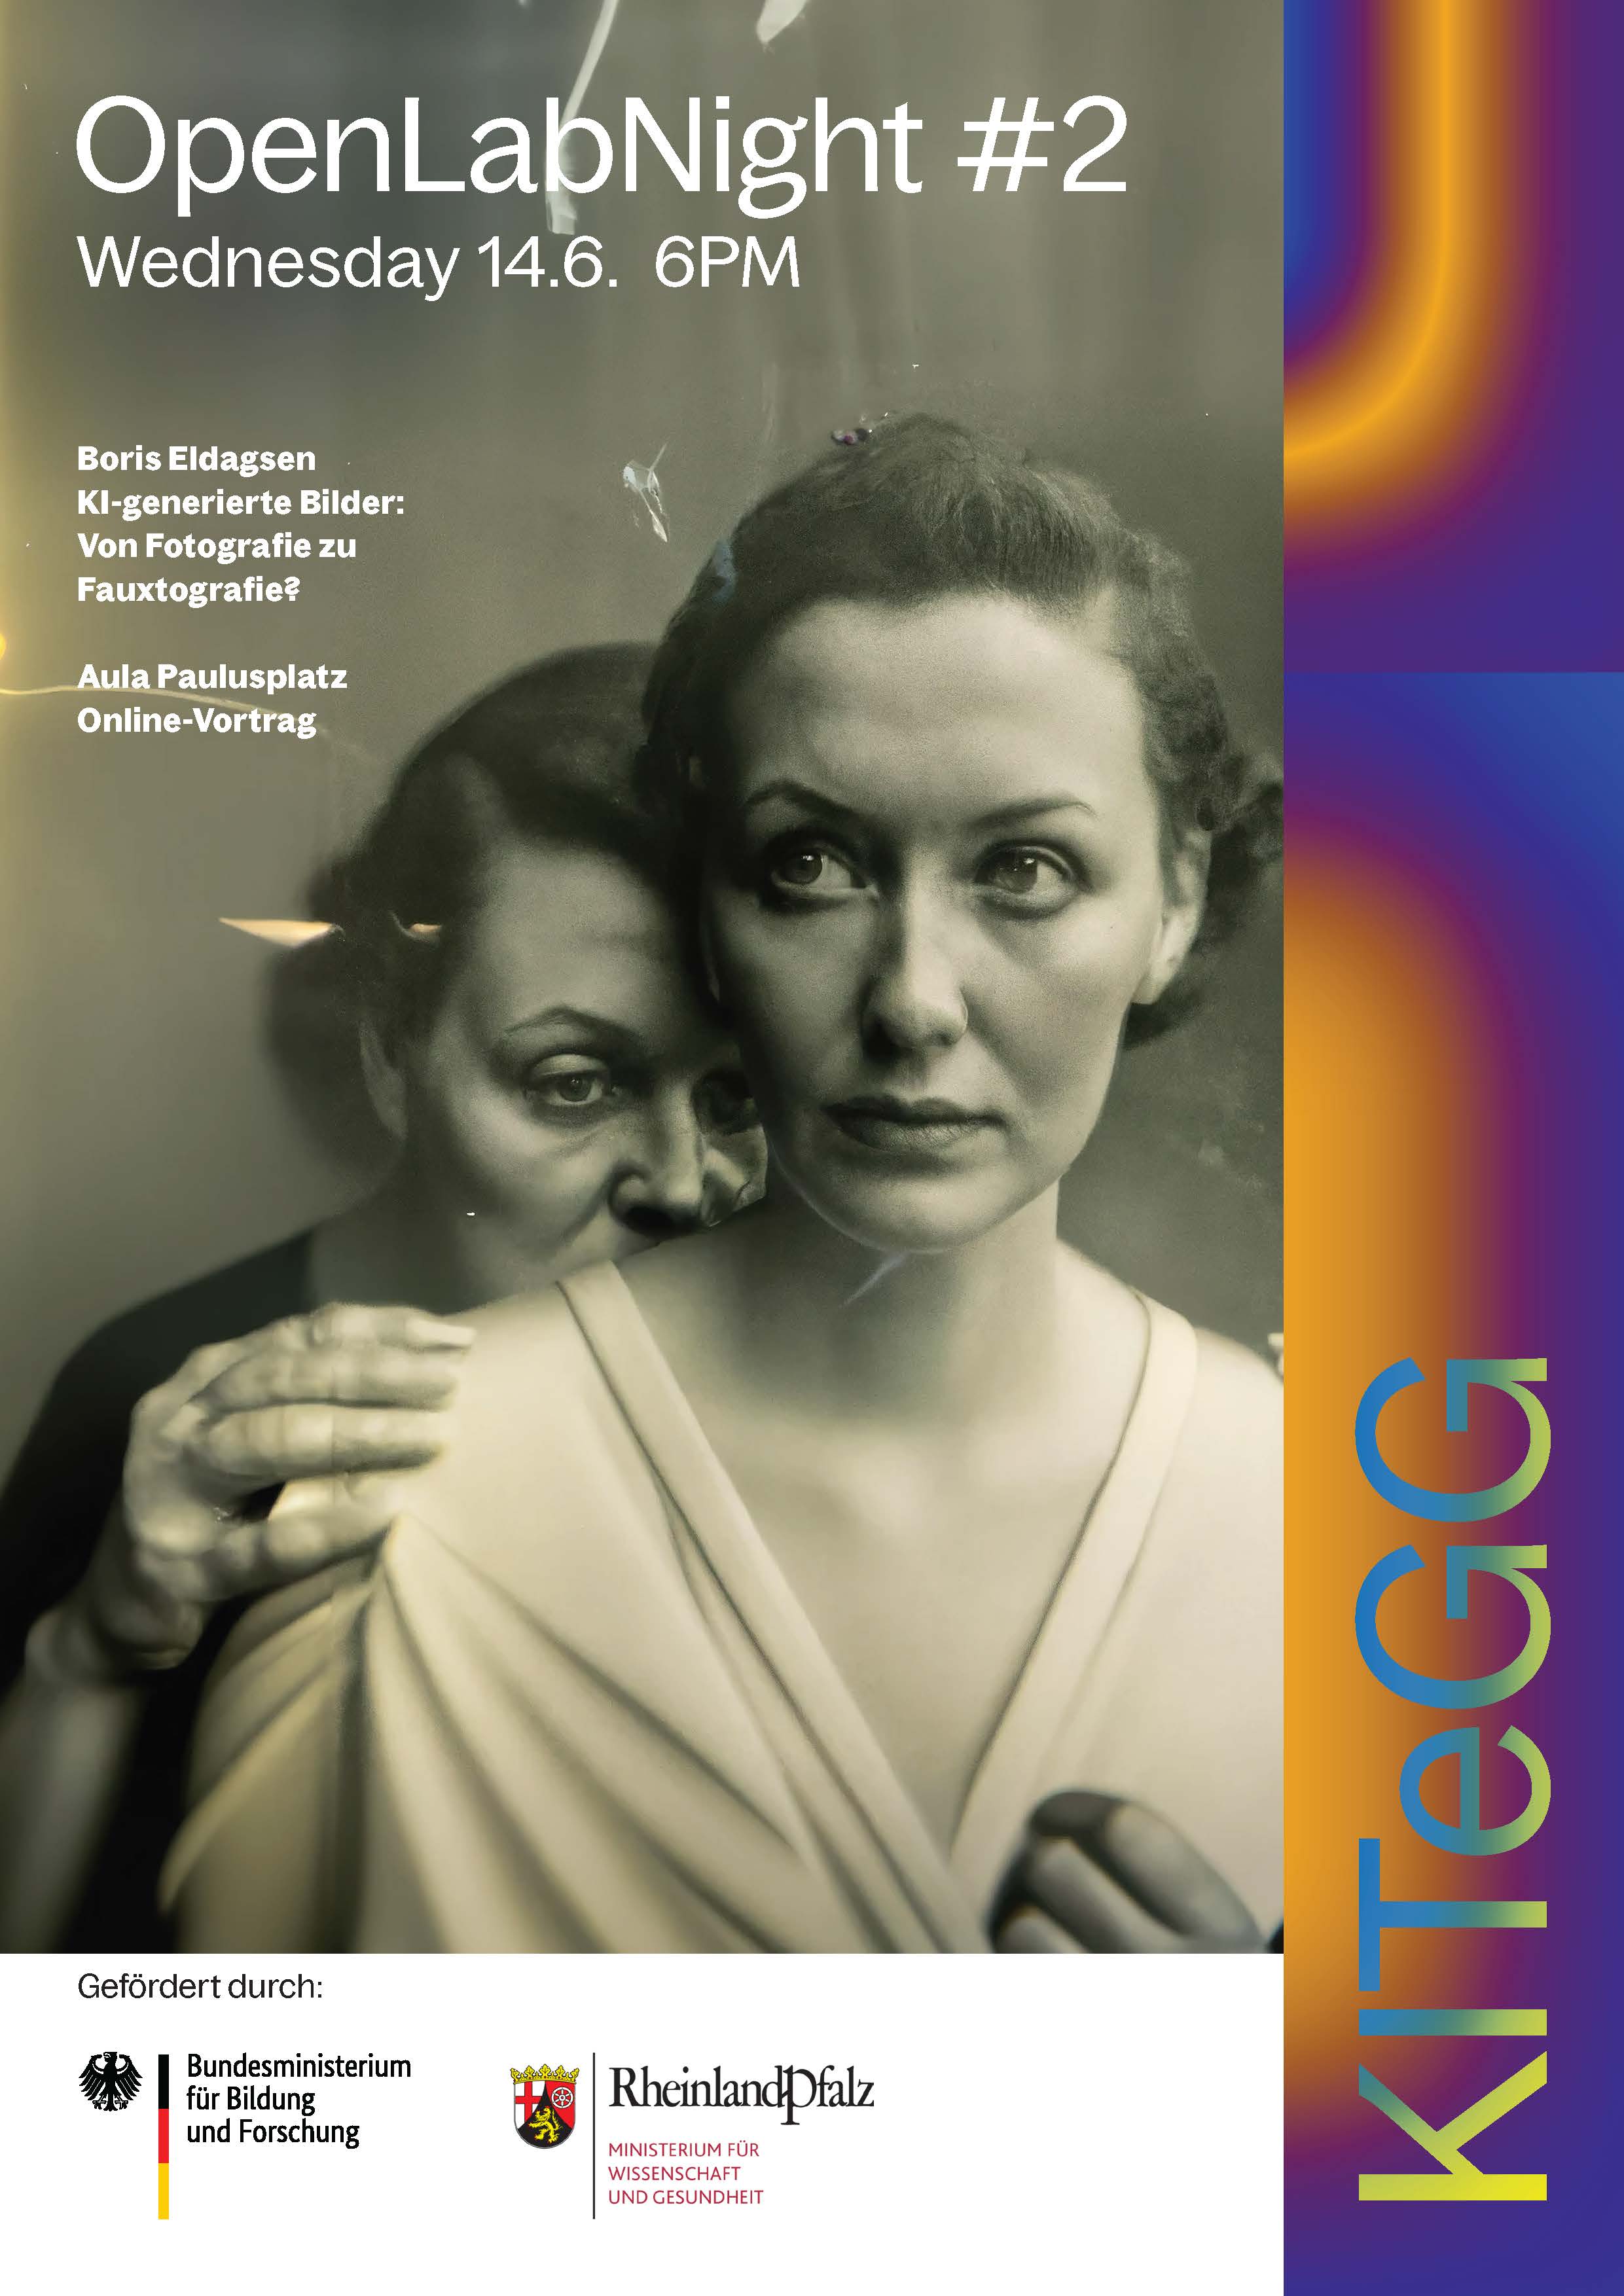 OpenLabNight #2
Wednesday 14.6. 6PM
Boris Eldagsen
KI-generierte Bilder:
Von Fotografie zu
Fauxtografie?
Aula Paulusplatz
Online-Vortrag
KITeGG
Gefördert durch:
Bundesministerium
für Bildung
und Forschung
RheinlandPfalz
MINISTERIUM FÜR
WISSENSCHAFT
UND GESUNDHEIT